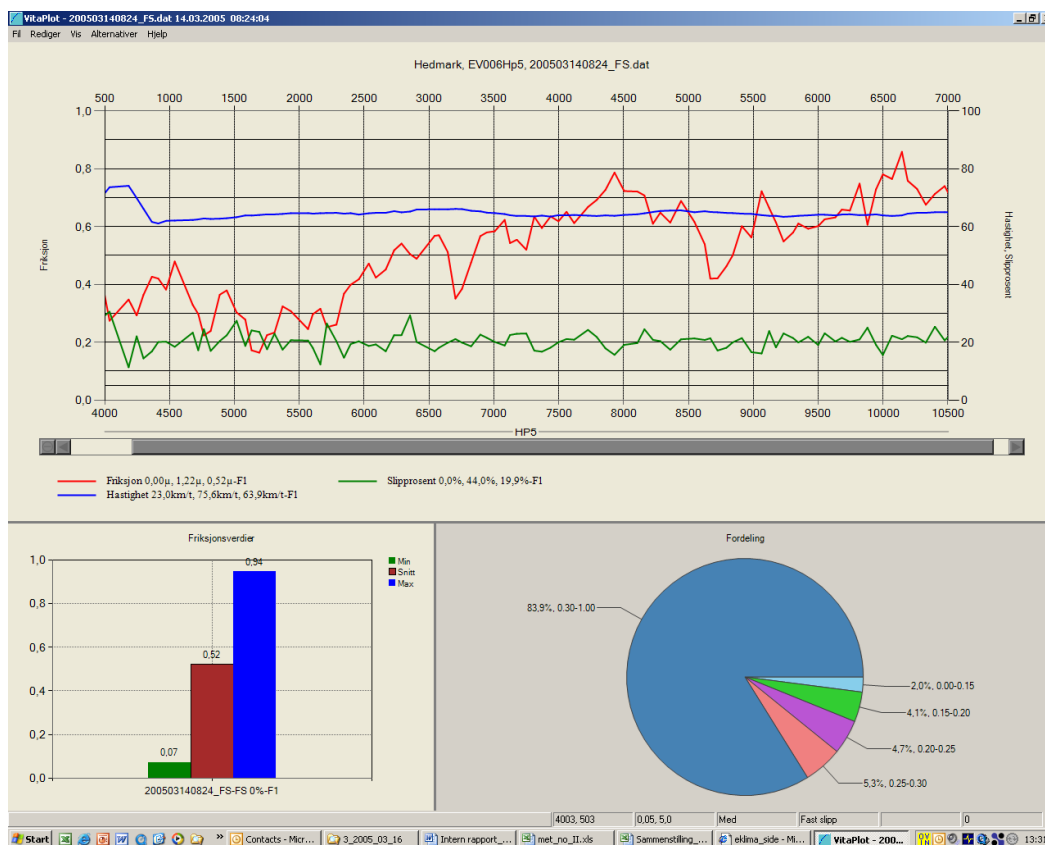 VitaPlot - 200503140824_FS.dat 14.03.2005 08:24:04
Fil Rediger Vis Alternativer Hjelp
Hedmark, EV006Hp5, 200503140824_FS.dat
500 1000 1500 2000 2500 3000 3500 4000 4500 5000 5500 6000 6500 7000
1,0 100
0,8 80
0,6 60
Friksjon
Hastighet, Slipprosent
0,4 40
0,2 20
0,0 0
4000 4500 5000 5500 6000 6500 7000 7500 8000 8500 9000 9500 10000 10500
HP5
Friksjon 0,00µ, 1,22µ, 0,52µ-F1 Slipprosent 0,0%, 44,0%, 19,9%-F1
Hastighet 23,0km/t, 75,6km/t, 63,9km/t-F1
Friksjonsverdier
1,0
0,8
0,6
0,4
0,2
0,0
0,07
0,52
0,94
Min
Snitt
Max
200503140824_FS-FS 0%-F1
Fordeling
83,9%, 0.30-1.00
2,0%, 0.00-0.15
4,1%, 0.15-0.20
4,7%, 0.20-0.25
5,3%, 0.25-0.30
4003, 503 0,05, 5,0 Med Fast slipp 0
Start » Contacts - Micr... 3_2005_03_16 Intern rapport_... met_no_II.xls Sammenstilling_... eklima_side - Mi... VitaPlot - 200... 13:31